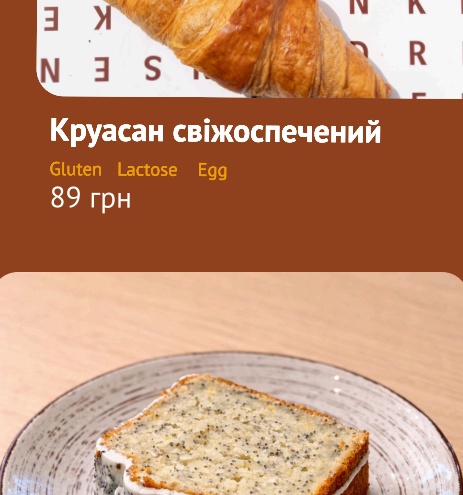 Ǝ K N K
N Ǝ S R
Круасан свіжоспечений
Gluten Lactose Egg
89 грн